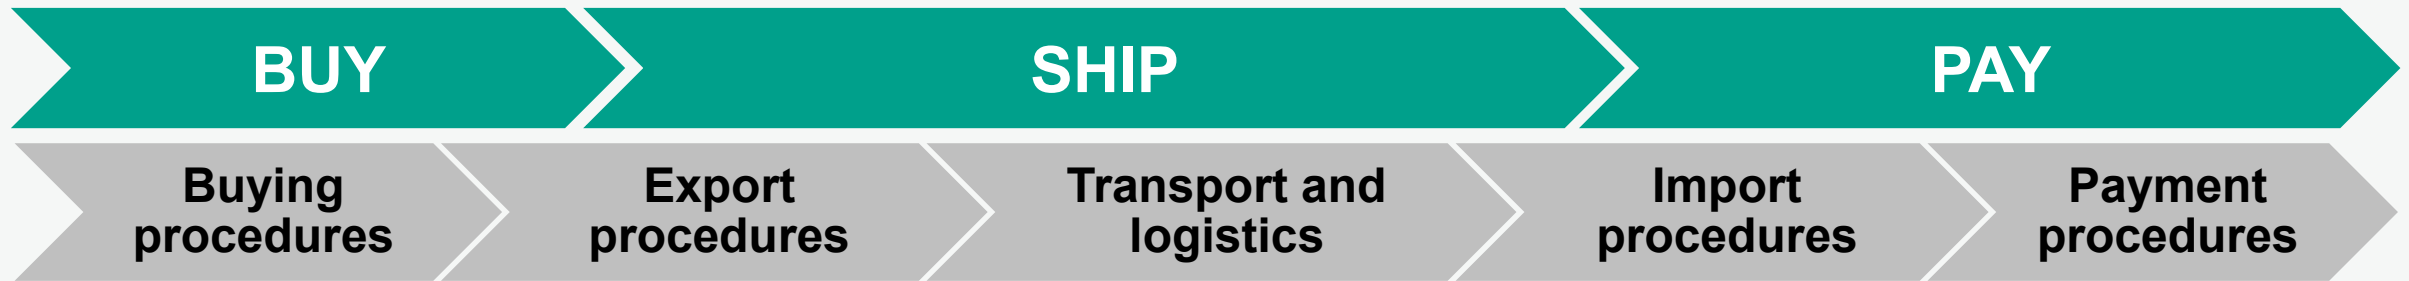 BUY
SHIP
PAY
Buying
procedures
Export
procedures
Transport and
logistics
Import
procedures
Payment
procedures